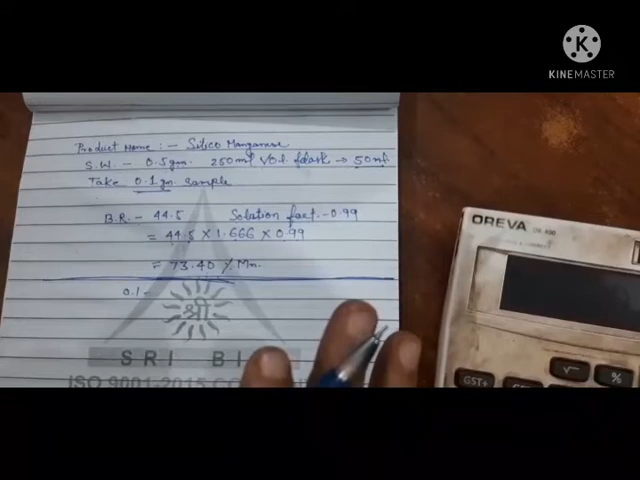 KINEMASTER
Product Name :- Silico Manganese
S.W. - 0.5 gm. 250 ml Vol. flask → 50 ml.
Take 0.1 gm. Sample
B.R. - 44.5 Solution fact. - 0.99
= 44.5 × 1.666 × 0.99
= 73.40 % Mn.
0.1 -
श्री
SRI BI
ISO 9001-2015 CO
OREVA
GST+
√
%